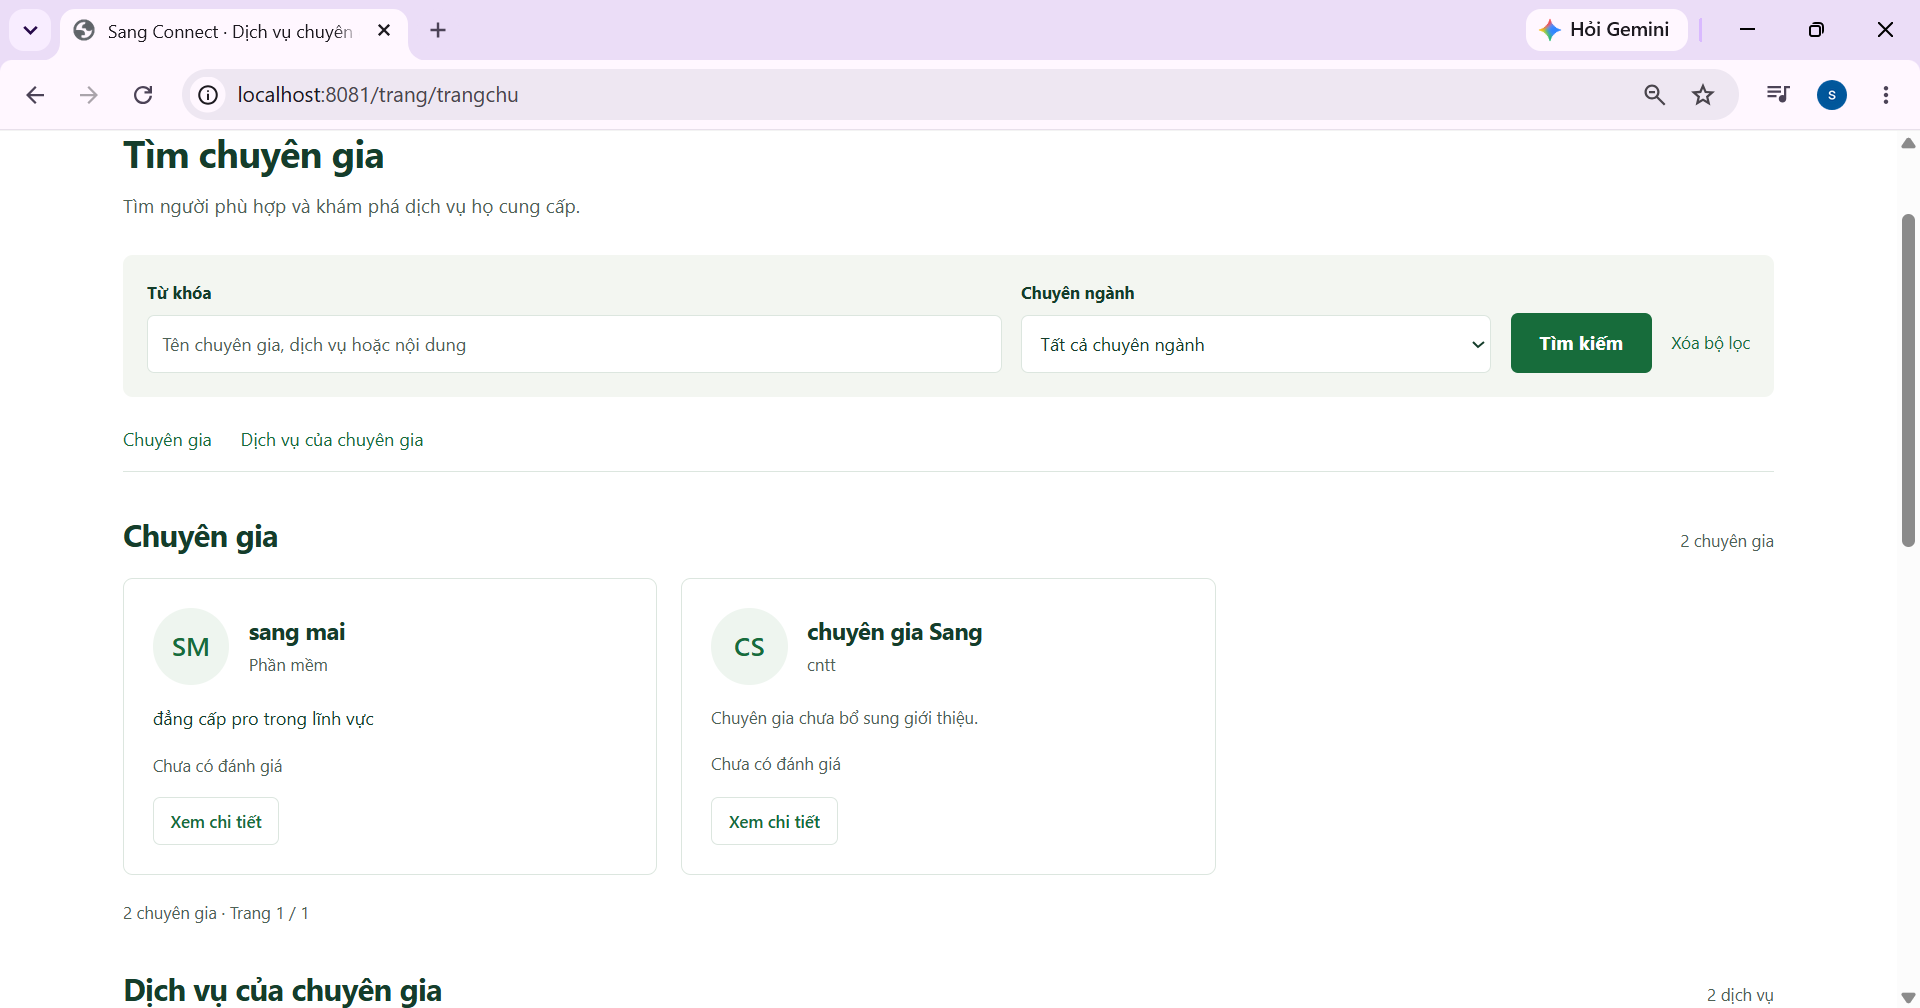 Sang Connect · Dịch vụ chuyên
Hỏi Gemini
localhost:8081/trang/trangchu
S
Tìm chuyên gia
Tìm người phù hợp và khám phá dịch vụ họ cung cấp.
Từ khóa
Chuyên ngành
Tên chuyên gia, dịch vụ hoặc nội dung
Tất cả chuyên ngành
Tìm kiếm
Xóa bộ lọc
Chuyên gia
Dịch vụ của chuyên gia
Chuyên gia
2 chuyên gia
SM
sang mai
Phần mềm
đẳng cấp pro trong lĩnh vực
Chưa có đánh giá
Xem chi tiết
CS
chuyên gia Sang
cntt
Chuyên gia chưa bổ sung giới thiệu.
Chưa có đánh giá
Xem chi tiết
2 chuyên gia · Trang 1 / 1
Dịch vụ của chuyên gia
2 dịch vụ